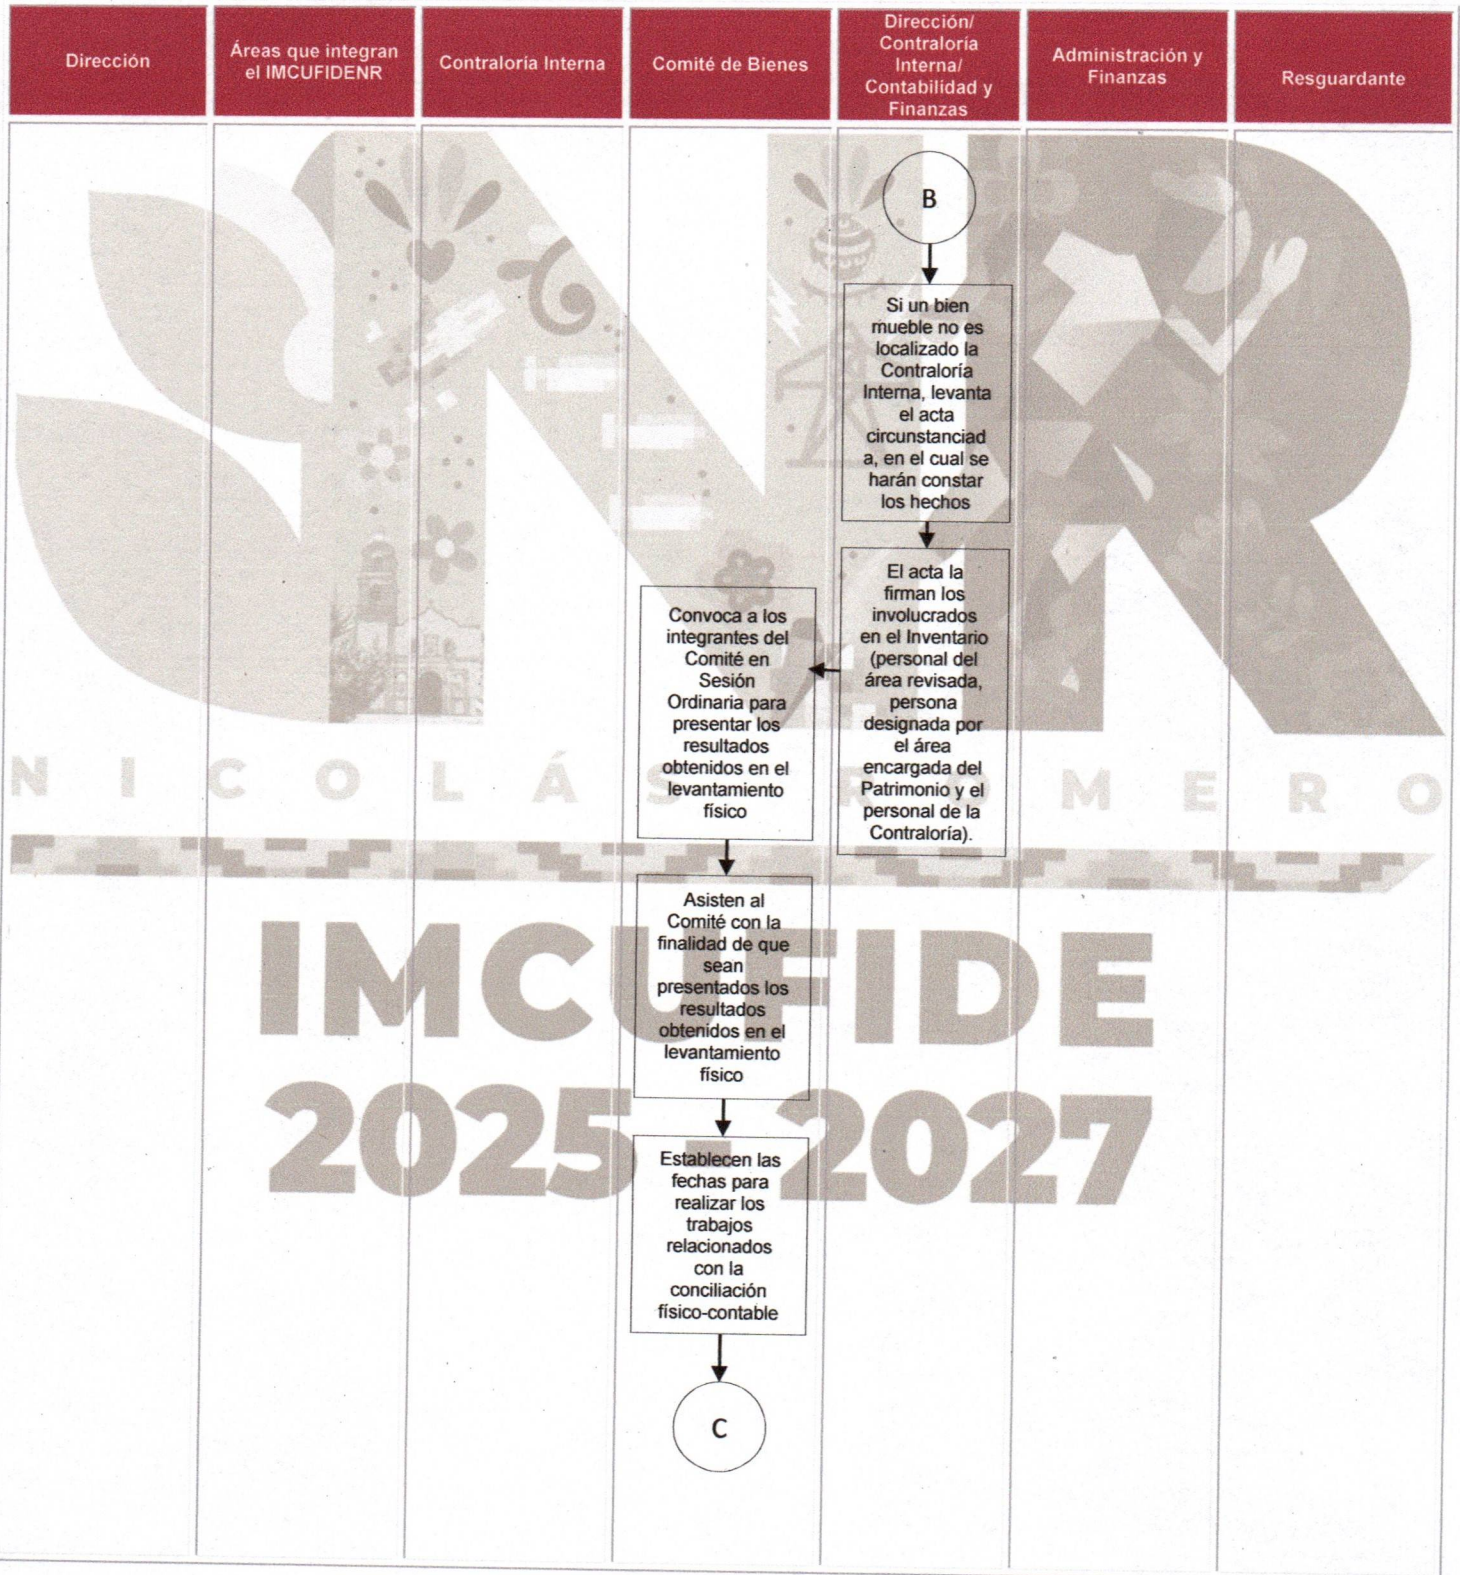 Dirección
Áreas que integran
el IMCUFIDENR
Contraloría Interna
Comité de Bienes
Dirección/
Contraloría
Interna/
Contabilidad y
Finanzas
Administración y
Finanzas
Resguardante
B
Si un bien
mueble no es
localizado la
Contraloría
Interna, levanta
el acta
circunstanciad
a, en el cual se
harán constar
los hechos
El acta la
firman los
involucrados
en el Inventario
(personal del
área revisada,
persona
designada por
el área
encargada del
Patrimonio y el
personal de la
Contraloría).
Convoca a los
integrantes del
Comité en
Sesión
Ordinaria para
presentar los
resultados
obtenidos en el
levantamiento
físico
Asisten al
Comité con la
finalidad de que
sean
presentados los
resultados
obtenidos en el
levantamiento
físico
Establecen las
fechas para
realizar los
trabajos
relacionados
con la
conciliación
físico-contable
C
SNR
NICOLÁS ROMERO
IMCUFIDE
2025 - 2027